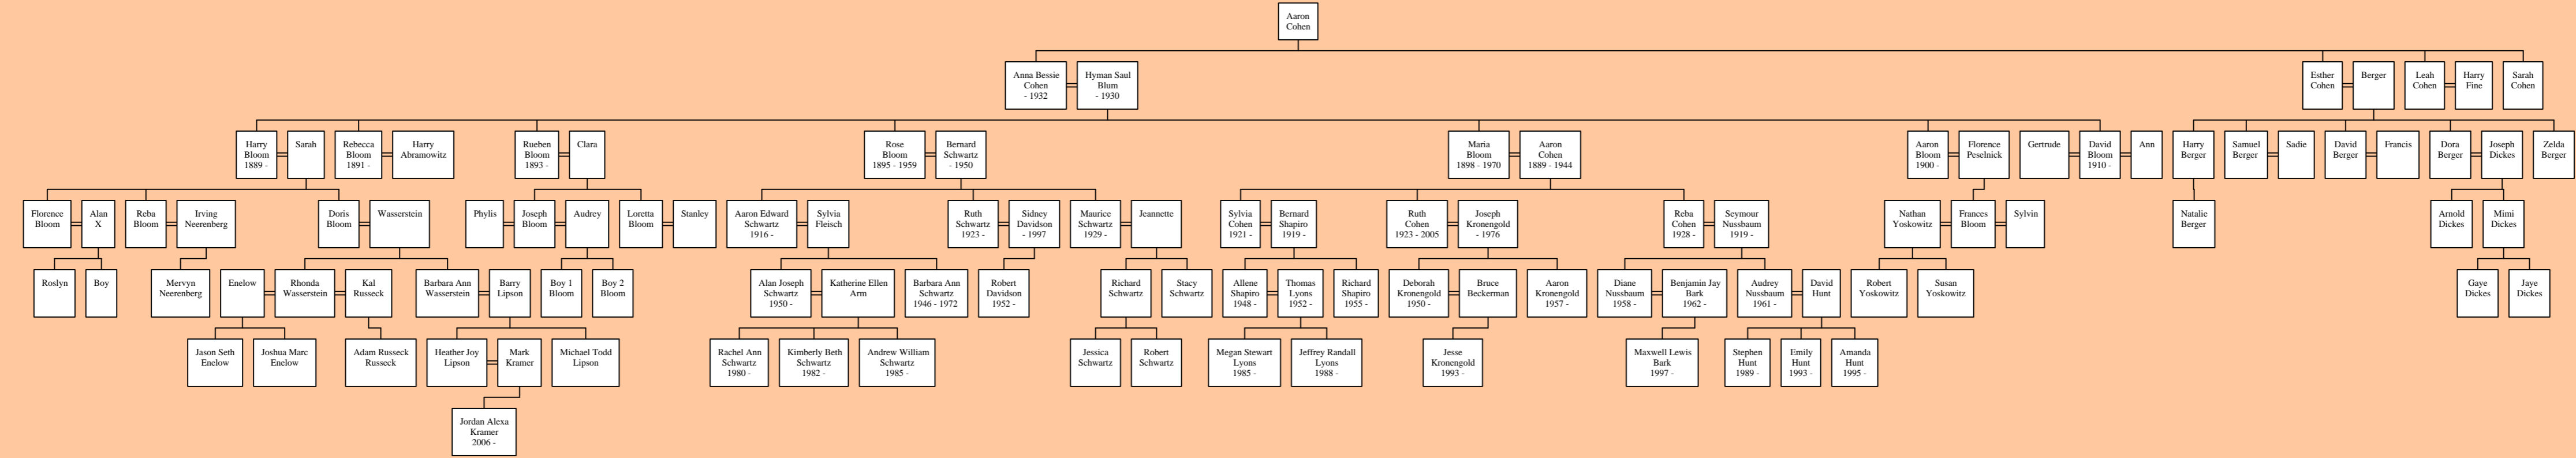 Aaron
Cohen
Anna Bessie
Cohen
- 1932
Hyman Saul
Blum
- 1930
Esther
Cohen
Berger
Leah
Cohen
Harry
Fine
Sarah
Cohen
Harry
Bloom
1889 -
Sarah
Rebecca
Bloom
1891 -
Harry
Abramowitz
Rueben
Bloom
1893 -
Clara
Rose
Bloom
1895 - 1959
Bernard
Schwartz
- 1950
Maria
Bloom
1898 - 1970
Aaron
Cohen
1889 - 1944
Aaron
Bloom
1900 -
Florence
Peselnick
Gertrude
David
Bloom
1910 -
Ann
Harry
Berger
Samuel
Berger
Sadie
David
Berger
Francis
Dora
Berger
Joseph
Dickes
Zelda
Berger
Florence
Bloom
Alan
X
Reba
Bloom
Irving
Neerenberg
Doris
Bloom
Wasserstein
Phylis
Joseph
Bloom
Audrey
Loretta
Bloom
Stanley
Aaron Edward
Schwartz
1916 -
Sylvia
Fleisch
Ruth
Schwartz
1923 -
Sidney
Davidson
- 1997
Maurice
Schwartz
1929 -
Jeannette
Sylvia
Cohen
1921 -
Bernard
Shapiro
1919 -
Ruth
Cohen
1923 - 2005
Joseph
Kronengold
- 1976
Reba
Cohen
1928 -
Seymour
Nussbaum
1919 -
Nathan
Yoskowitz
Frances
Bloom
Sylvin
Natalie
Berger
Arnold
Dickes
Mimi
Dickes
Roslyn
Boy
Mervyn
Neerenberg
Enelow
Rhonda
Wasserstein
Kal
Russeck
Barbara Ann
Wasserstein
Barry
Lipson
Boy 1
Bloom
Boy 2
Bloom
Alan Joseph
Schwartz
1950 -
Katherine Ellen
Arm
Barbara Ann
Schwartz
1946 - 1972
Robert
Davidson
1952 -
Richard
Schwartz
Stacy
Schwartz
Allene
Shapiro
1948 -
Thomas
Lyons
1952 -
Richard
Shapiro
1955 -
Deborah
Kronengold
1950 -
Bruce
Beckerman
Aaron
Kronengold
1957 -
Diane
Nussbaum
1958 -
Benjamin Jay
Bark
1962 -
Audrey
Nussbaum
1961 -
David
Hunt
Robert
Yoskowitz
Susan
Yoskowitz
Gaye
Dickes
Jaye
Dickes
Jason Seth
Enelow
Joshua Marc
Enelow
Adam Russeck
Russeck
Heather Joy
Lipson
Mark
Kramer
Michael Todd
Lipson
Rachel Ann
Schwartz
1980 -
Kimberly Beth
Schwartz
1982 -
Andrew William
Schwartz
1985 -
Jessica
Schwartz
Robert
Schwartz
Megan Stewart
Lyons
1985 -
Jeffrey Randall
Lyons
1988 -
Jesse
Kronengold
1993 -
Maxwell Lewis
Bark
1997 -
Stephen
Hunt
1989 -
Emily
Hunt
1993 -
Amanda
Hunt
1995 -
Jordan Alexa
Kramer
2006 -